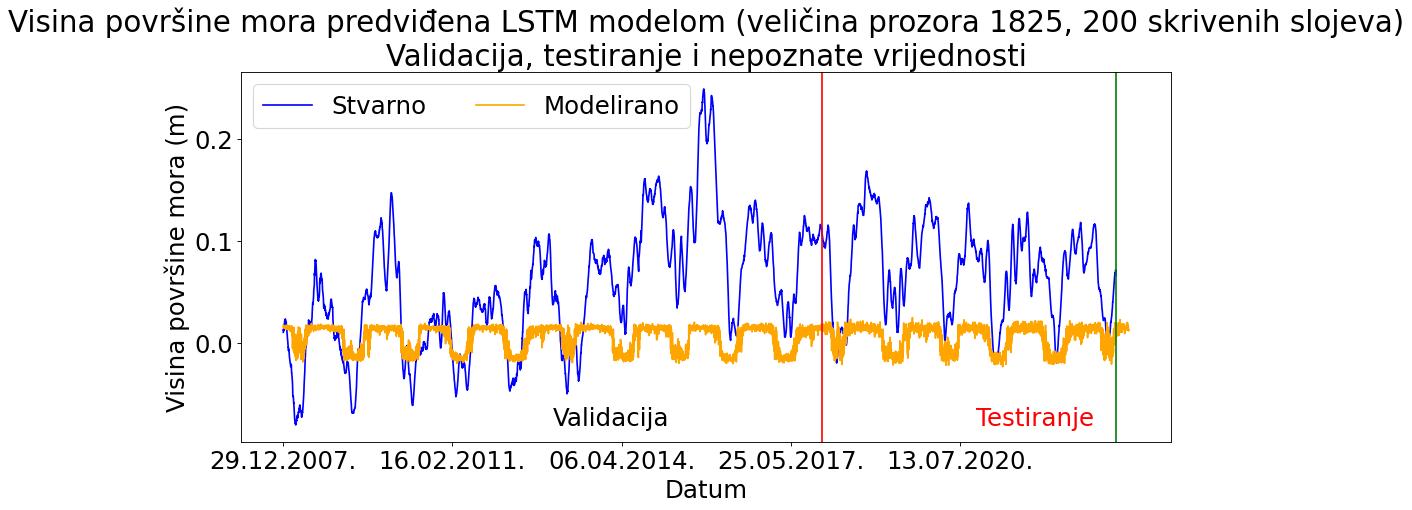 Visina površine mora predviđena LSTM modelom (veličina prozora 1825, 200 skrivenih slojeva)
Validacija, testiranje i nepoznate vrijednosti
Stvarno Modelirano
Visina površine mora (m)
0.2
0.1
0.0
Validacija Testiranje
29.12.2007. 16.02.2011. 06.04.2014. 25.05.2017. 13.07.2020.
Datum